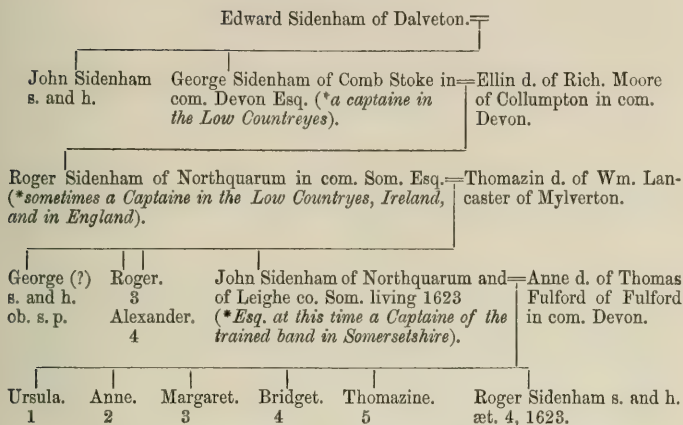 Edward Sidenham of Dalveton.
John Sidenham
s. and h.
George Sidenham of Comb Stoke in
com. Devon Esq. (*a captaine in
the Low Countreyes).
Ellin d. of Rich. Moore
of Collumpton in com.
Devon.
Roger Sidenham of Northquarum in com. Som. Esq.
(*sometimes a Captaine in the Low Countryes, Ireland,
and in England).
Thomazin d. of Wm. Lan-
caster of Mylverton.
George (?)
s. and h.
ob. s. p.
Roger.
3
Alexander.
4
John Sidenham of Northquarum and
of Leighe co. Som. living 1623
(*Esq. at this time a Captaine of the
trained band in Somersetshire).
Anne d. of Thomas
Fulford of Fulford
in com. Devon.
Ursula.
1
Anne.
2
Margaret.
3
Bridget.
4
Thomazine.
5
Roger Sidenham s. and h.
æt. 4, 1623.